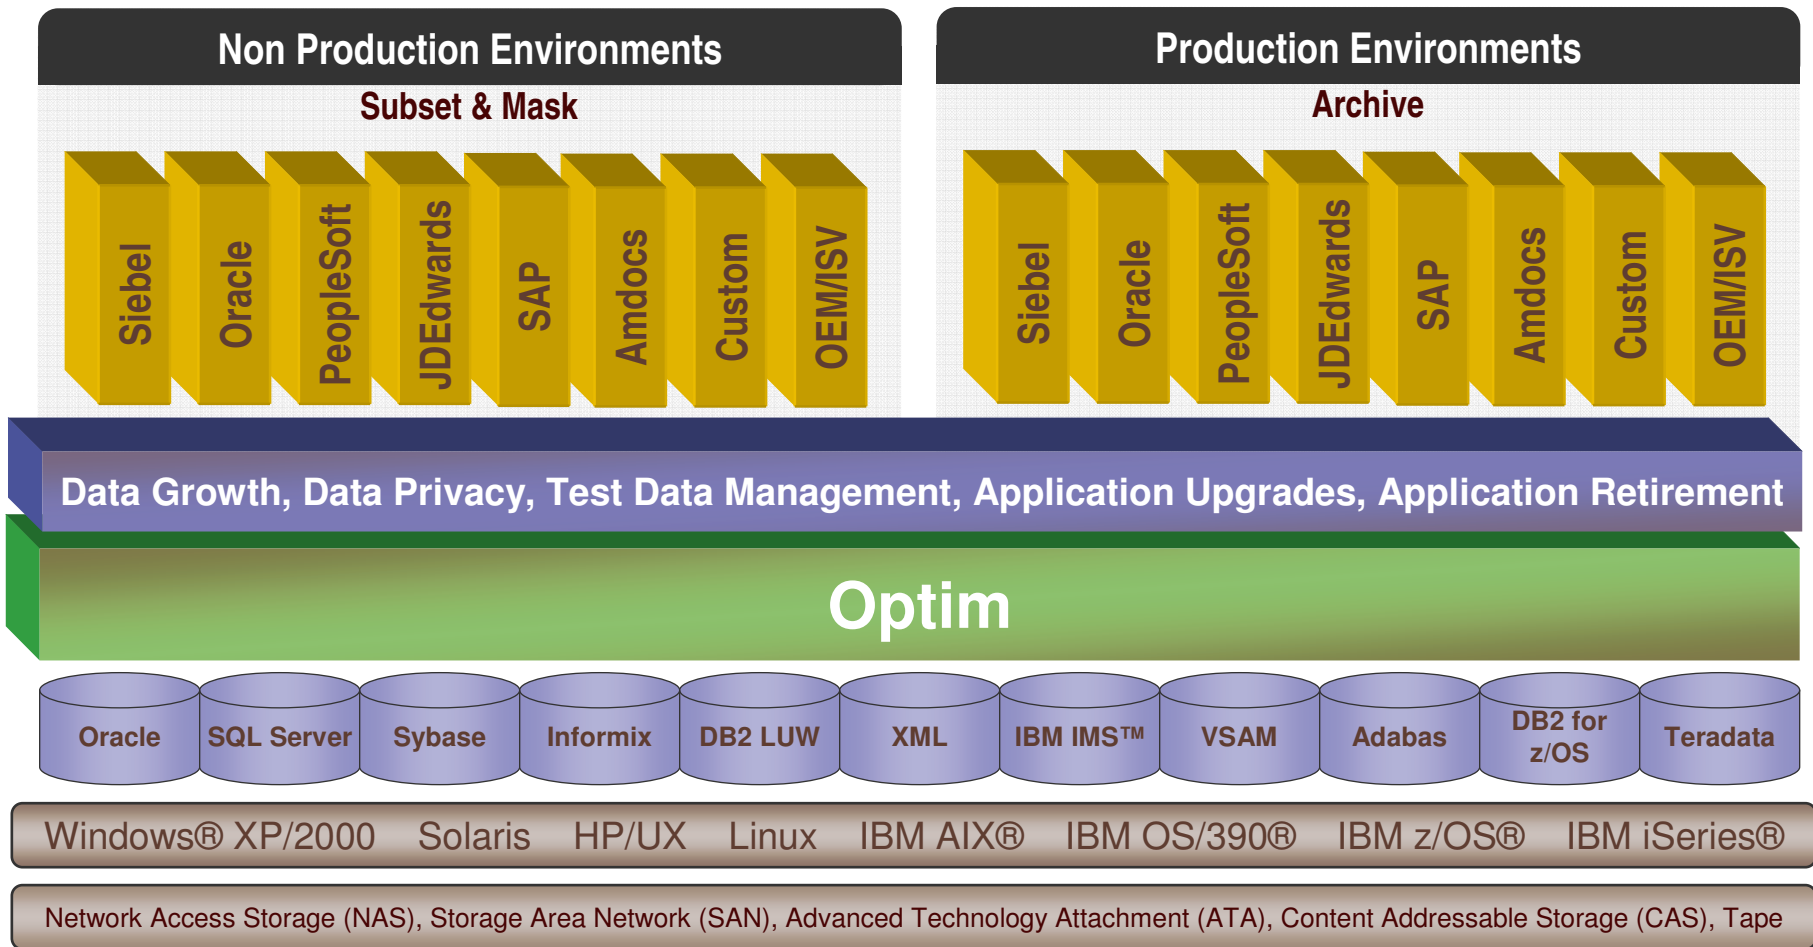 Non Production Environments
Subset & Mask
Siebel
Oracle
PeopleSoft
JDEdwards
SAP
Amdocs
Custom
OEM/ISV
Production Environments
Archive
Siebel
Oracle
PeopleSoft
JDEdwards
SAP
Amdocs
Custom
OEM/ISV
Data Growth, Data Privacy, Test Data Management, Application Upgrades, Application Retirement
Optim
Oracle
SQL Server
Sybase
Informix
DB2 LUW
XML
IBM IMS™
VSAM
Adabas
DB2 for
z/OS
Teradata
Windows® XP/2000 Solaris HP/UX Linux IBM AIX® IBM OS/390® IBM z/OS® IBM iSeries®
Network Access Storage (NAS), Storage Area Network (SAN), Advanced Technology Attachment (ATA), Content Addressable Storage (CAS), Tape